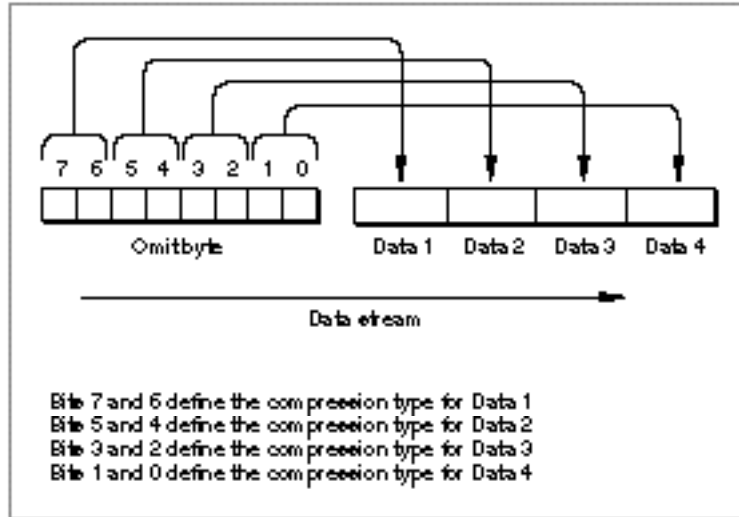 7 6 5 4 3 2 1 0
Omitbyte Data 1 Data 2 Data 3 Data 4
Data stream
Bits 7 and 6 define the compression type for Data 1
Bits 5 and 4 define the compression type for Data 2
Bits 3 and 2 define the compression type for Data 3
Bits 1 and 0 define the compression type for Data 4